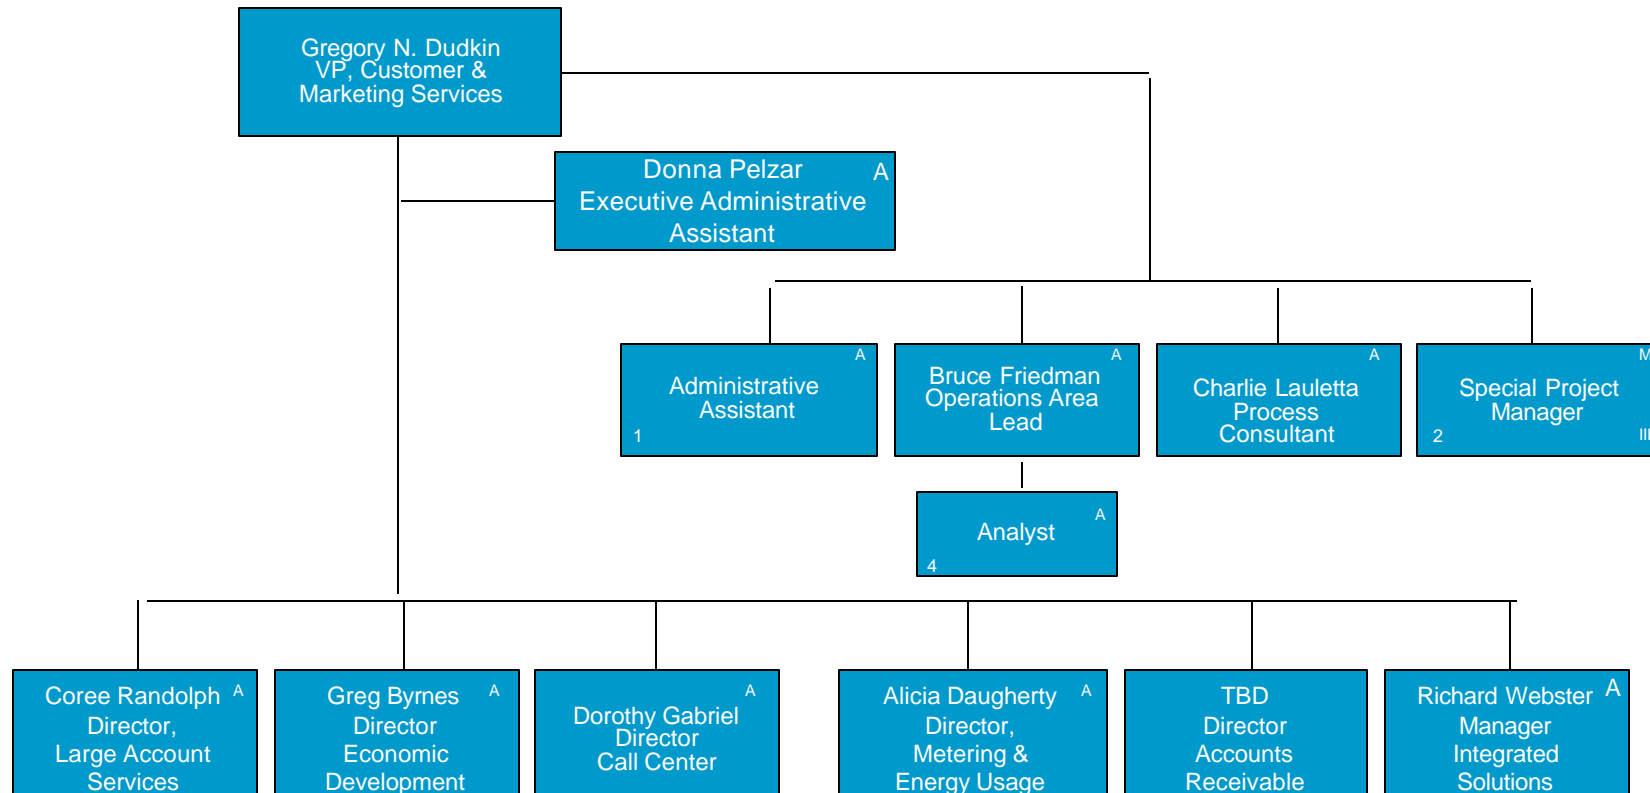 Gregory N. Dudkin
VP, Customer &
Marketing Services
Donna Pelzar A
Executive Administrative
Assistant
A
Administrative
Assistant
1
A
Bruce Friedman
Operations Area
Lead
A
Charlie Lauletta
Process
Consultant
M
Special Project
Manager
2 III
A
Analyst
4
Coree Randolph A
Director,
Large Account
Services
Greg Byrnes A
Director
Economic
Development
A
Dorothy Gabriel
Director
Call Center
Alicia Daugherty A
Director,
Metering &
Energy Usage
TBD
Director
Accounts
Receivable
Richard Webster A
Manager
Integrated
Solutions